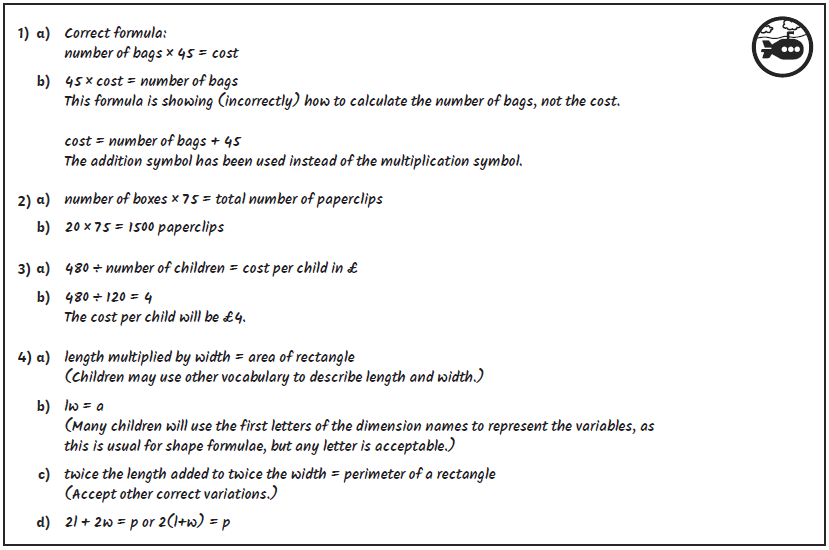 1) a) Correct formula:
number of bags × 45 = cost
b) 45 × cost = number of bags
This formula is showing (incorrectly) how to calculate the number of bags, not the cost.
cost = number of bags + 45
The addition symbol has been used instead of the multiplication symbol.
2) a) number of boxes × 75 = total number of paperclips
b) 20 × 75 = 1500 paperclips
3) a) 480 ÷ number of children = cost per child in £
b) 480 ÷ 120 = 4
The cost per child will be £4.
4) a) length multiplied by width = area of rectangle
(Children may use other vocabulary to describe length and width.)
b) lw = a
(Many children will use the first letters of the dimension names to represent the variables, as
this is usual for shape formulae, but any letter is acceptable.)
c) twice the length added to twice the width = perimeter of a rectangle
(Accept other correct variations.)
d) 2l + 2w = p or 2(l+w) = p